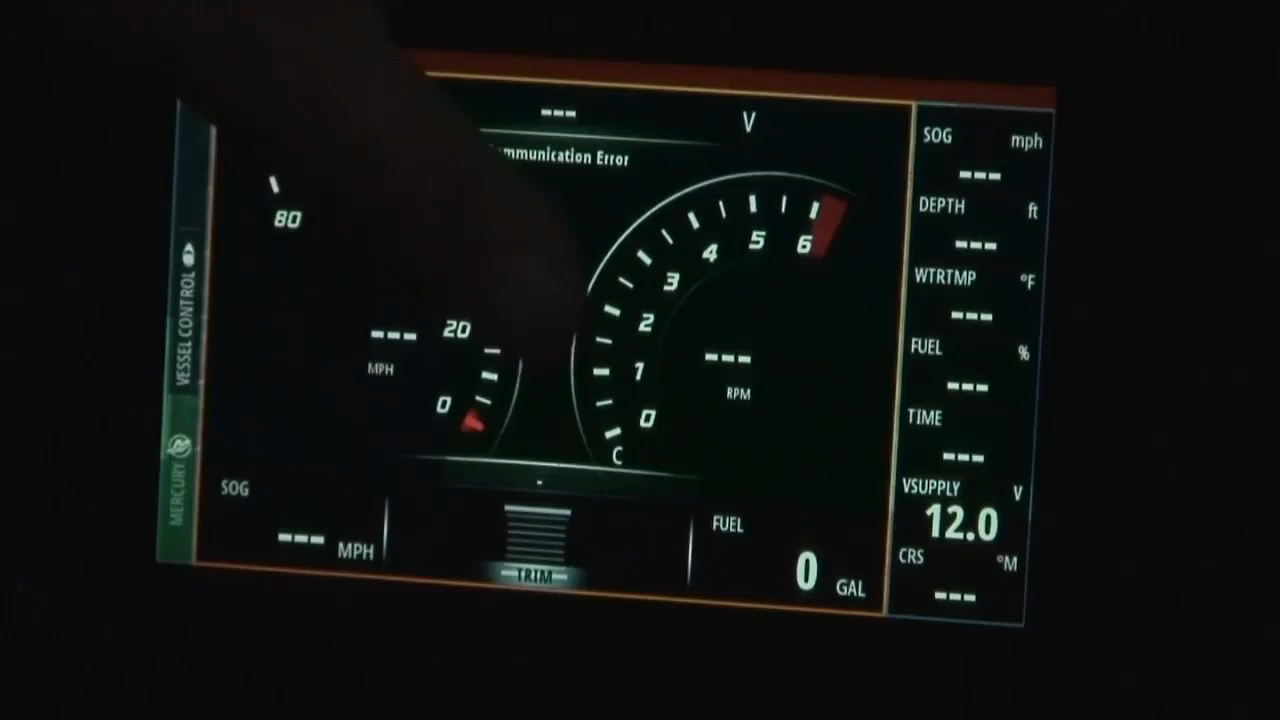 --- V
mmunication Error
80
20
--- MPH
0
0 1 2 3 4 5 6
--- RPM
C
SOG
--- MPH
TRIM
FUEL
0 GAL
VESSEL CONTROL
MERCURY
SOG mph
---
DEPTH ft
---
WTRTMP °F
---
FUEL %
---
TIME
---
VSUPPLY V
12.0
CRS °M
---